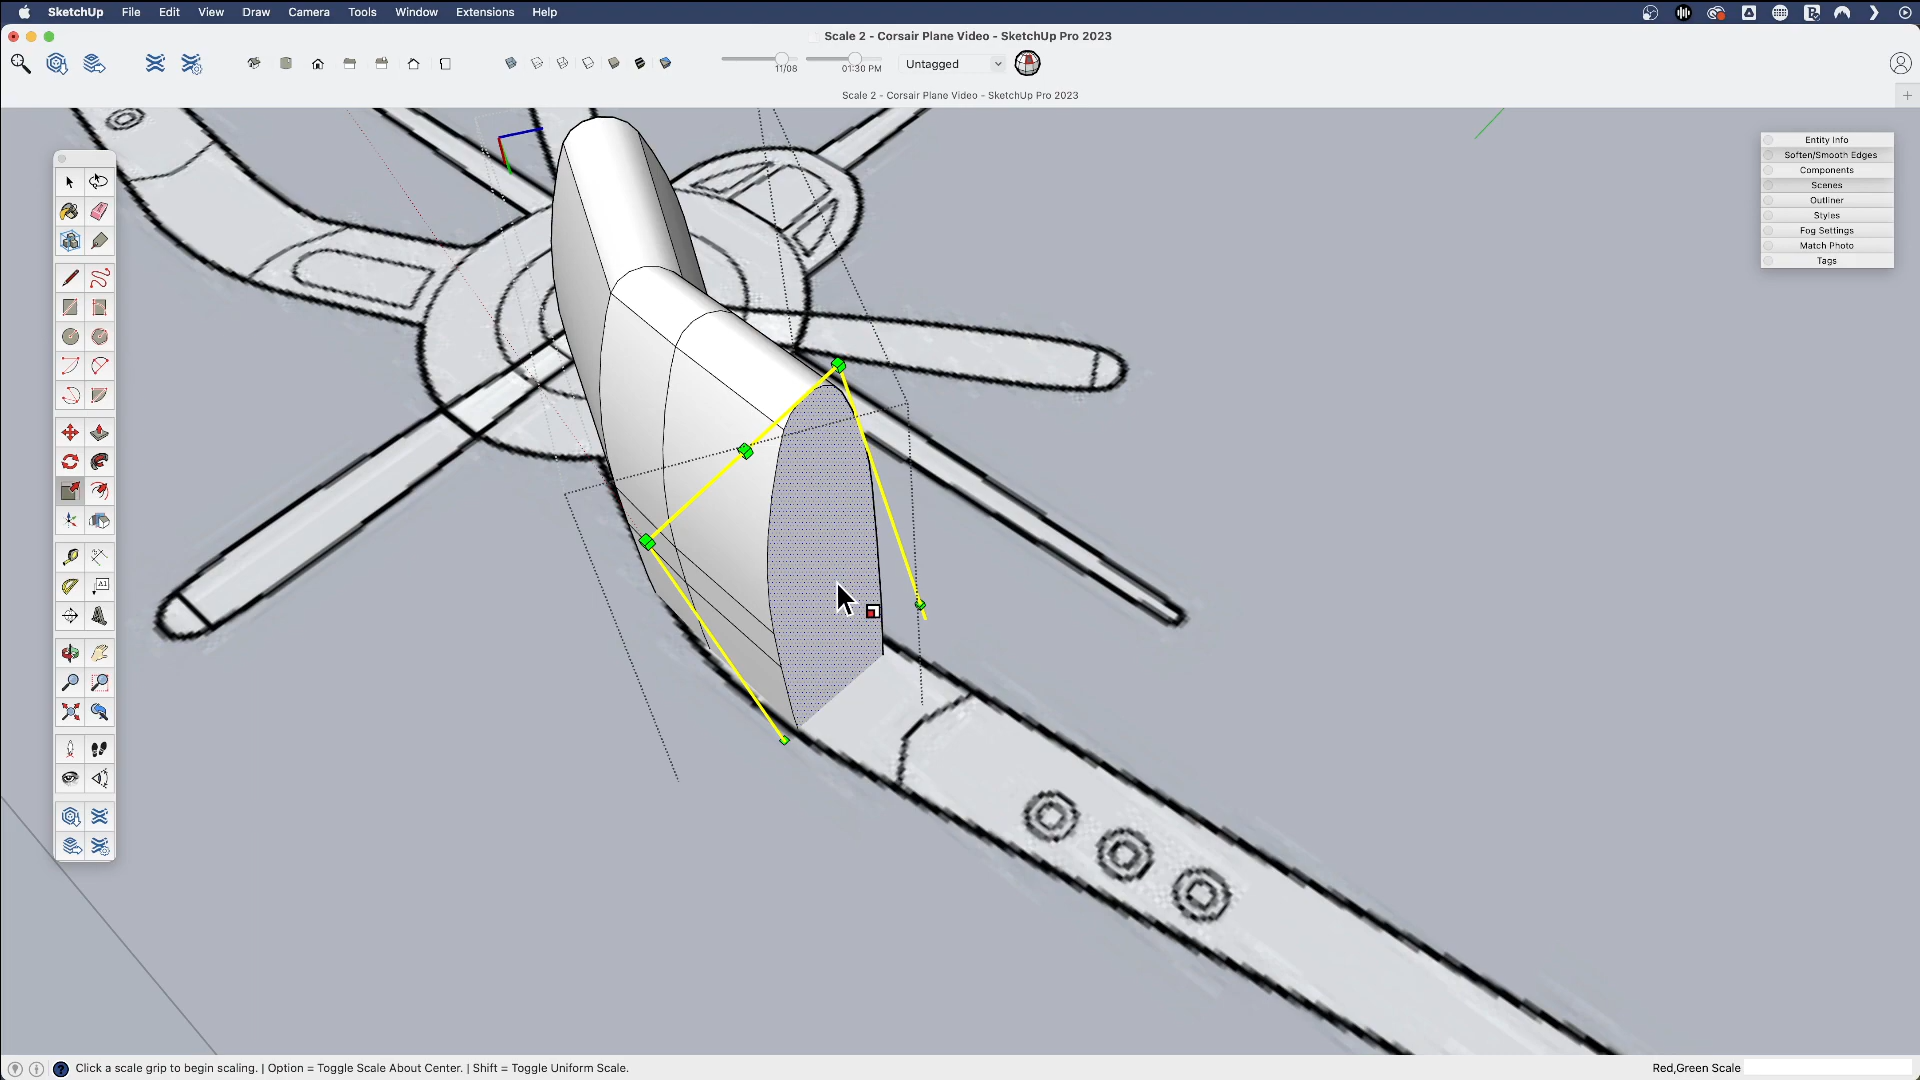 SketchUp File Edit View Draw Camera Tools Window Extensions Help
Scale 2 - Corsair Plane Video - SketchUp Pro 2023
11/08 01:30 PM Untagged
Scale 2 - Corsair Plane Video - SketchUp Pro 2023
Entity Info
Soften/Smooth Edges
Components
Scenes
Outliner
Styles
Fog Settings
Match Photo
Tags
A1
Click a scale grip to begin scaling. | Option = Toggle Scale About Center. | Shift = Toggle Uniform Scale.
Red,Green Scale